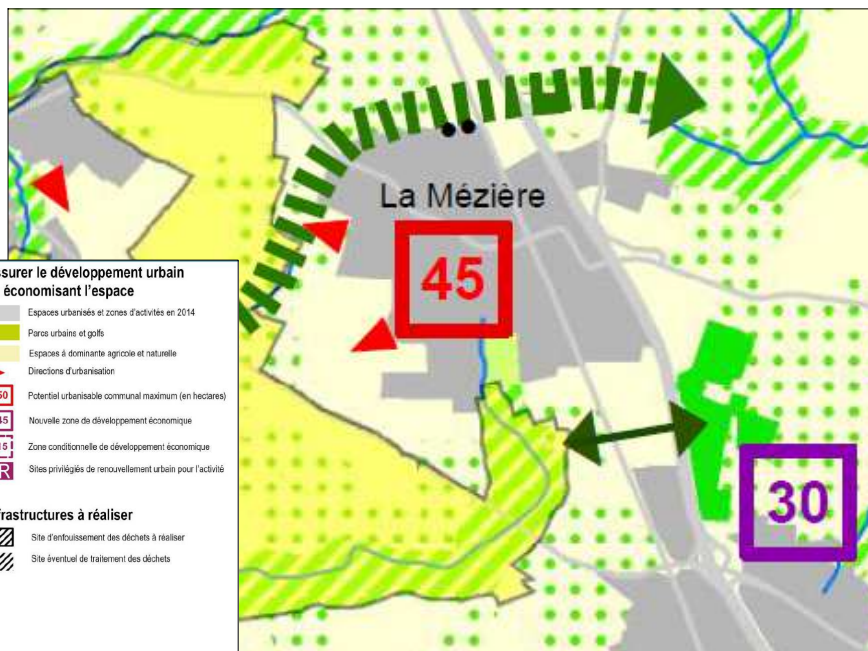 La Mézière
45
30
ssurer le développement urbain
économisant l'espace
Espaces urbanisés et zones d'activités en 2014
Parcs urbains et golfs
Espaces à dominante agricole et naturelle
Directions d'urbanisation
50 Potentiel urbanisable communal maximum (en hectares)
45 Nouvelle zone de développement économique
15 Zone conditionnelle de développement économique
R Sites privilégiés de renouvellement urbain pour l'activité
frastructures à réaliser
Site d'enfouissement des déchets à réaliser
Site éventuel de traitement des déchets